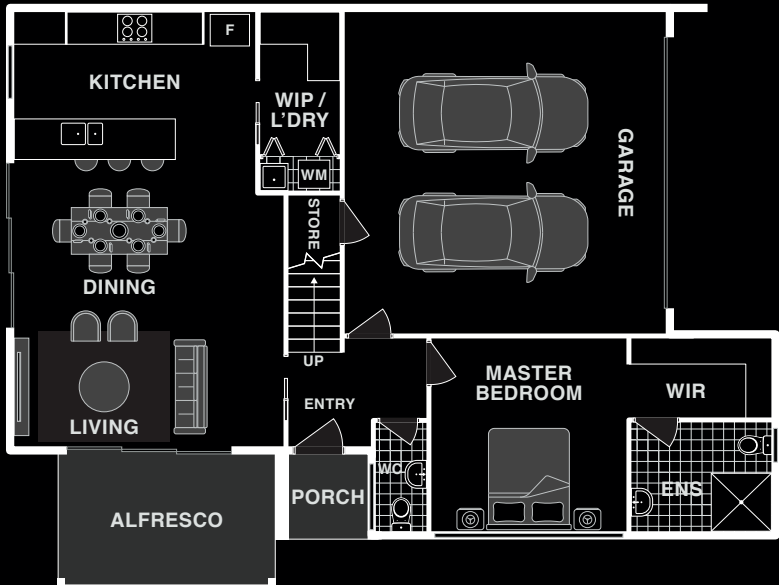 F
KITCHEN
WIP /
L'DRY
WM
GARAGE
STORE
DINING
UP
MASTER
BEDROOM
WIR
ENTRY
LIVING
WC
ENS
PORCH
ALFRESCO